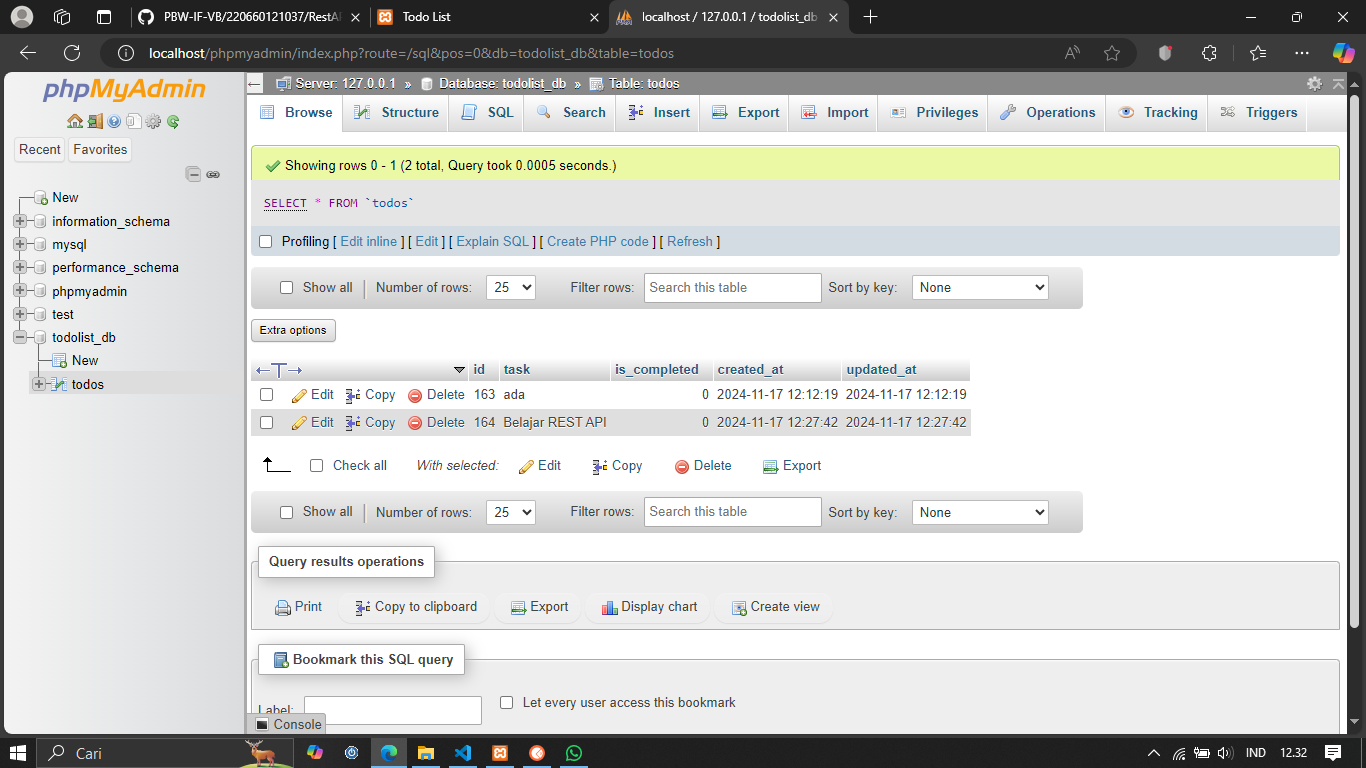 PBW-IF-VB/220660121037/RestAP
Todo List
localhost / 127.0.0.1 / todolist_db
localhost/phpmyadmin/index.php?route=/sql&pos=0&db=todolist_db&table=todos
phpMyAdmin
Recent Favorites
New
information_schema
mysql
performance_schema
phpmyadmin
test
todolist_db
New
todos
Server: 127.0.0.1 » Database: todolist_db » Table: todos
Browse Structure SQL Search Insert Export Import Privileges Operations Tracking Triggers
Showing rows 0 - 1 (2 total, Query took 0.0005 seconds.)
SELECT * FROM `todos`
Profiling [ Edit inline ] [ Edit ] [ Explain SQL ] [ Create PHP code ] [ Refresh ]
Show all | Number of rows: 25 Filter rows: Search this table Sort by key: None
Extra options
←T→ id task is_completed created_at updated_at
Edit Copy Delete 163 ada 0 2024-11-17 12:12:19 2024-11-17 12:12:19
Edit Copy Delete 164 Belajar REST API 0 2024-11-17 12:27:42 2024-11-17 12:27:42
Check all With selected: Edit Copy Delete Export
Show all | Number of rows: 25 Filter rows: Search this table Sort by key: None
Query results operations
Print Copy to clipboard Export Display chart Create view
Bookmark this SQL query
Label: Let every user access this bookmark
Console
Cari IND 12.32